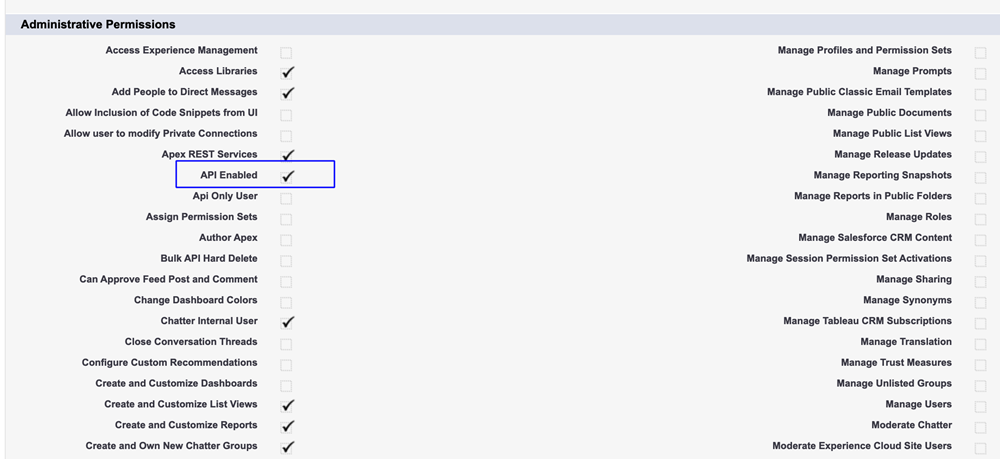 Administrative Permissions
Access Experience Management
Manage Profiles and Permission Sets
Access Libraries
Manage Prompts
Add People to Direct Messages
Manage Public Classic Email Templates
Allow Inclusion of Code Snippets from UI
Manage Public Documents
Allow user to modify Private Connections
Manage Public List Views
Apex REST Services
Manage Release Updates
API Enabled
Manage Reporting Snapshots
Api Only User
Manage Reports in Public Folders
Assign Permission Sets
Manage Roles
Author Apex
Manage Salesforce CRM Content
Bulk API Hard Delete
Manage Session Permission Set Activations
Can Approve Feed Post and Comment
Manage Sharing
Change Dashboard Colors
Manage Synonyms
Chatter Internal User
Manage Tableau CRM Subscriptions
Close Conversation Threads
Manage Translation
Configure Custom Recommendations
Manage Trust Measures
Create and Customize Dashboards
Manage Unlisted Groups
Create and Customize List Views
Manage Users
Create and Customize Reports
Moderate Chatter
Create and Own New Chatter Groups
Moderate Experience Cloud Site Users